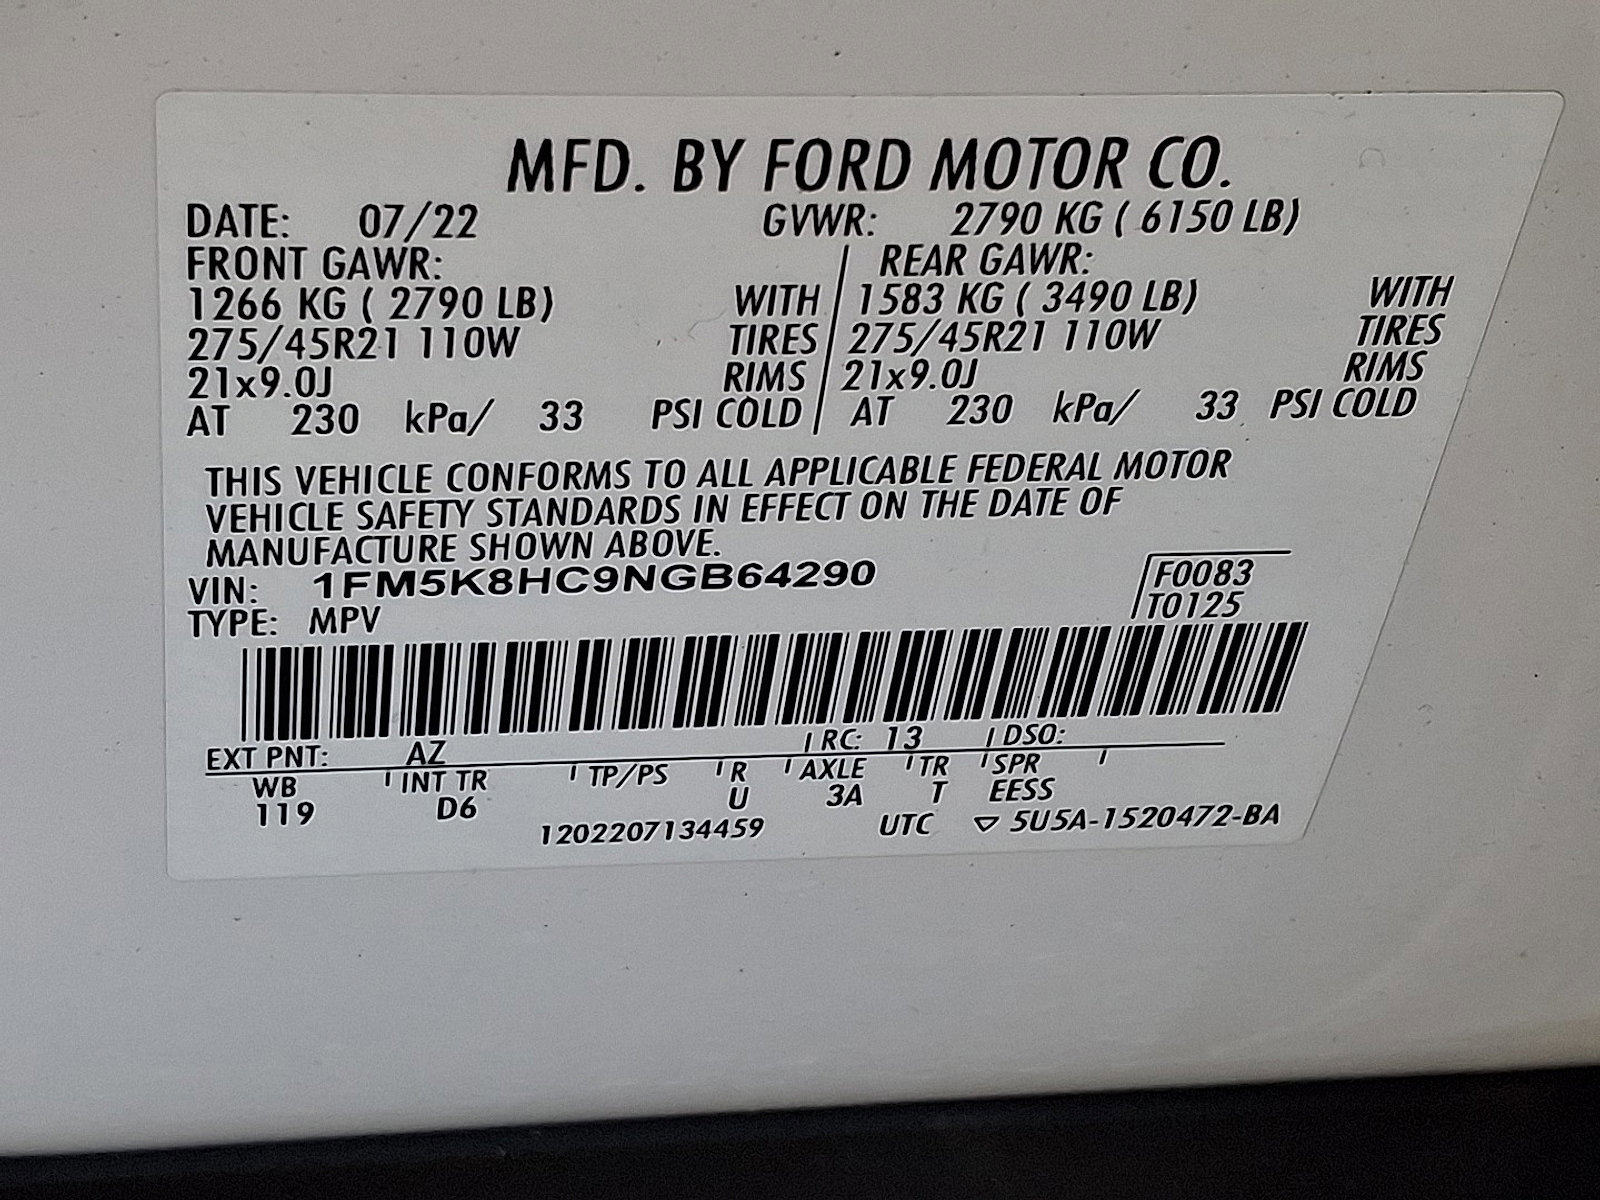 MFD. BY FORD MOTOR CO.
DATE: 07/22 GVWR: 2790 KG ( 6150 LB)
FRONT GAWR: REAR GAWR:
1266 KG ( 2790 LB) WITH 1583 KG ( 3490 LB) WITH
275/45R21 110W TIRES 275/45R21 110W TIRES
21x9.0J RIMS 21x9.0J RIMS
AT 230 kPa/ 33 PSI COLD AT 230 kPa/ 33 PSI COLD
THIS VEHICLE CONFORMS TO ALL APPLICABLE FEDERAL MOTOR
VEHICLE SAFETY STANDARDS IN EFFECT ON THE DATE OF
MANUFACTURE SHOWN ABOVE.
VIN: 1FM5K8HC9NGB64290 F0083
TYPE: MPV T0125
EXT PNT: AZ RC: 13 DSO:
WB INT TR TP/PS R AXLE TR SPR
119 D6 U 3A T EESS
1202207134459 UTC ▽ 5U5A-1520472-BA